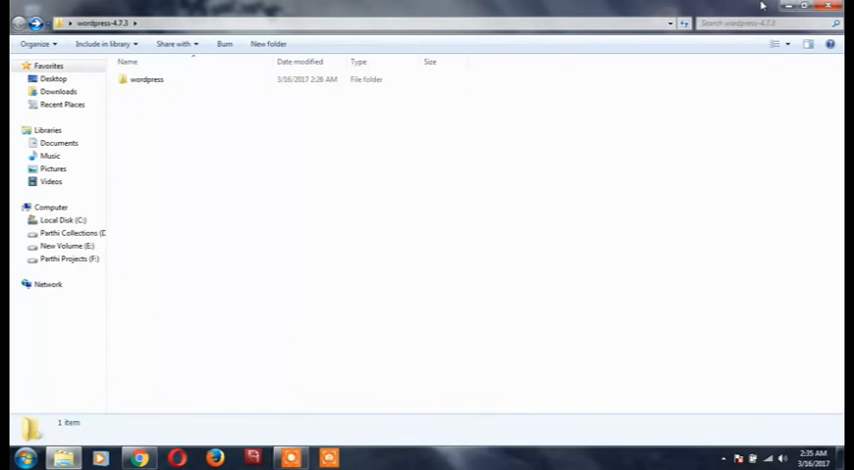 wordpress-4.7.3
Search wordpress-4.7.3
Organize Include in library Share with Burn New folder
Name Date modified Type Size
wordpress 3/16/2017 2:26 AM File folder
Favorites
Desktop
Downloads
Recent Places
Libraries
Documents
Music
Pictures
Videos
Computer
Local Disk (C:)
Parthi Collections (D
New Volume (E:)
Parthi Projects (F:)
Network
1 item
2:35 AM
3/16/2017